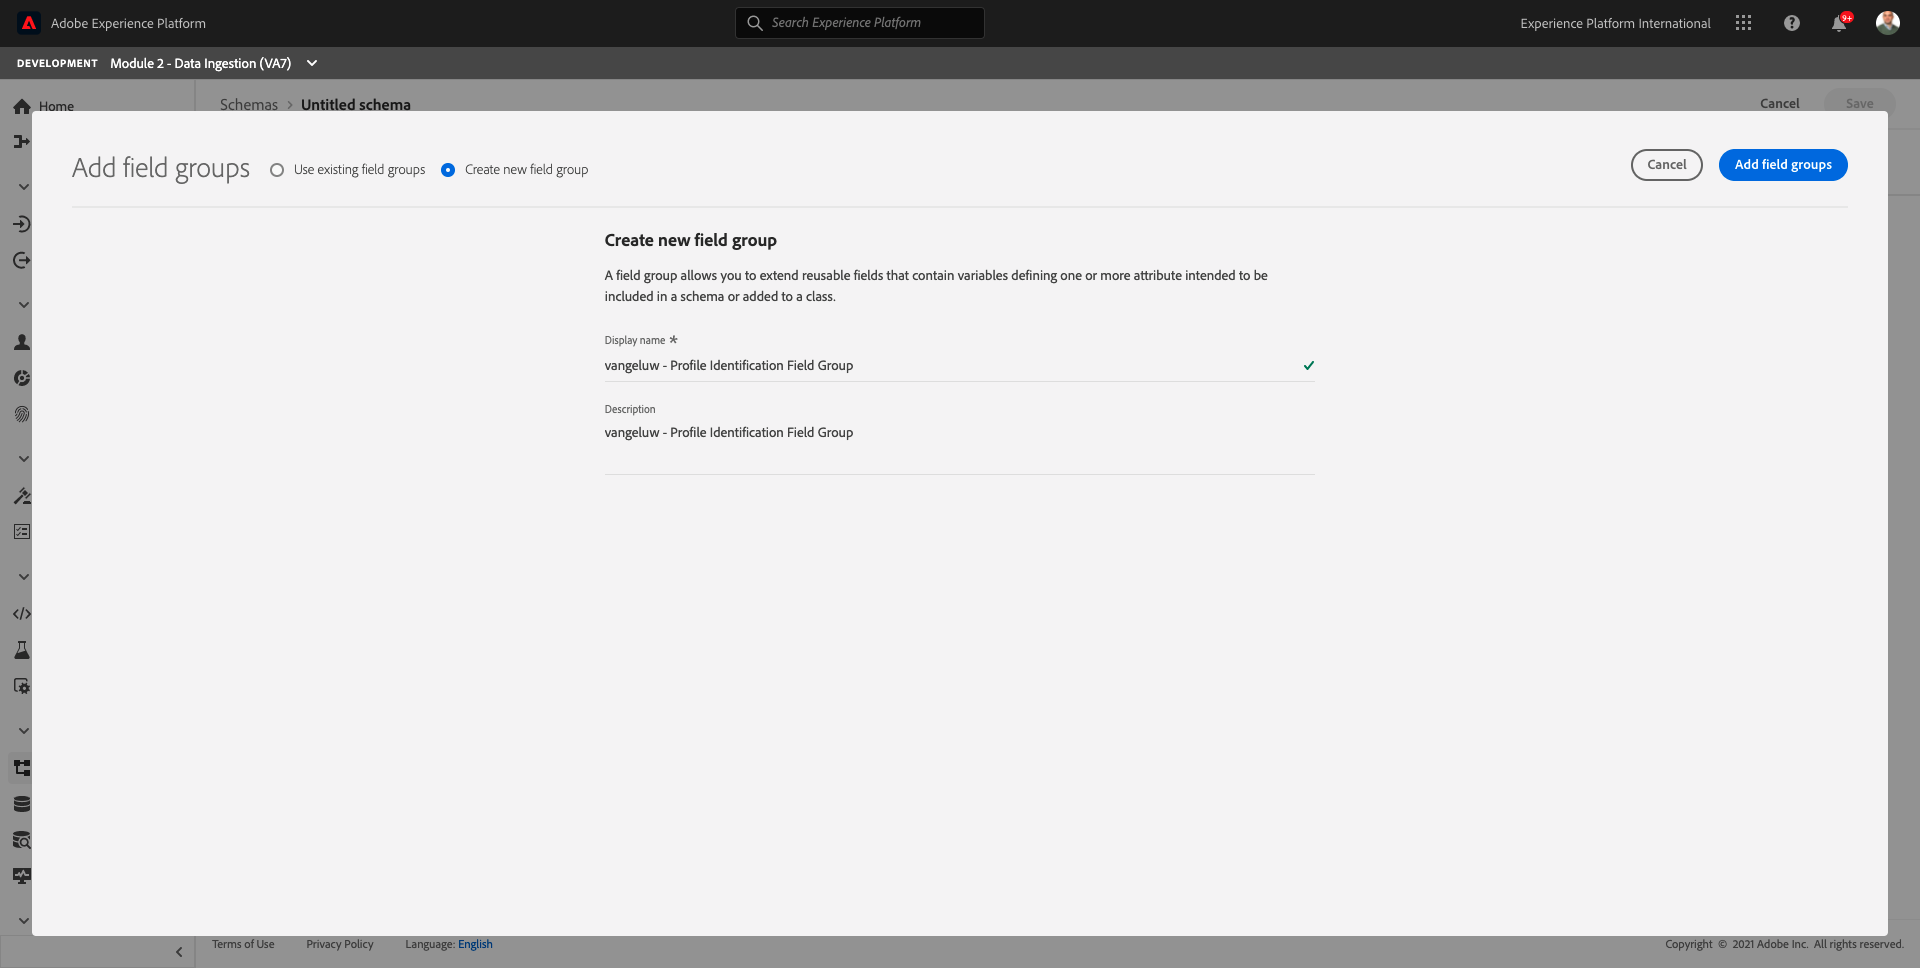 Adobe Experience Platform
Search Experience Platform
Experience Platform International
9+
DEVELOPMENT Module 2 - Data Ingestion (VA7)
Home
Schemas > Untitled schema
Cancel
Save
Add field groups
Use existing field groups
Create new field group
Cancel
Add field groups
Create new field group
A field group allows you to extend reusable fields that contain variables defining one or more attribute intended to be
included in a schema or added to a class.
Display name *
vangeluw - Profile Identification Field Group
Description
vangeluw - Profile Identification Field Group
Terms of Use
Privacy Policy
Language: English
Copyright © 2021 Adobe Inc. All rights reserved.